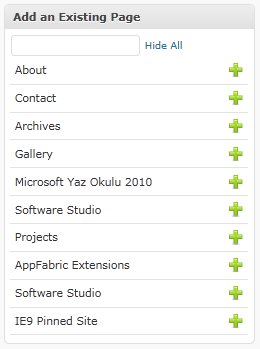 Add an Existing Page
Hide All
About
Contact
Archives
Gallery
Microsoft Yaz Okulu 2010
Software Studio
Projects
AppFabric Extensions
Software Studio
IE9 Pinned Site